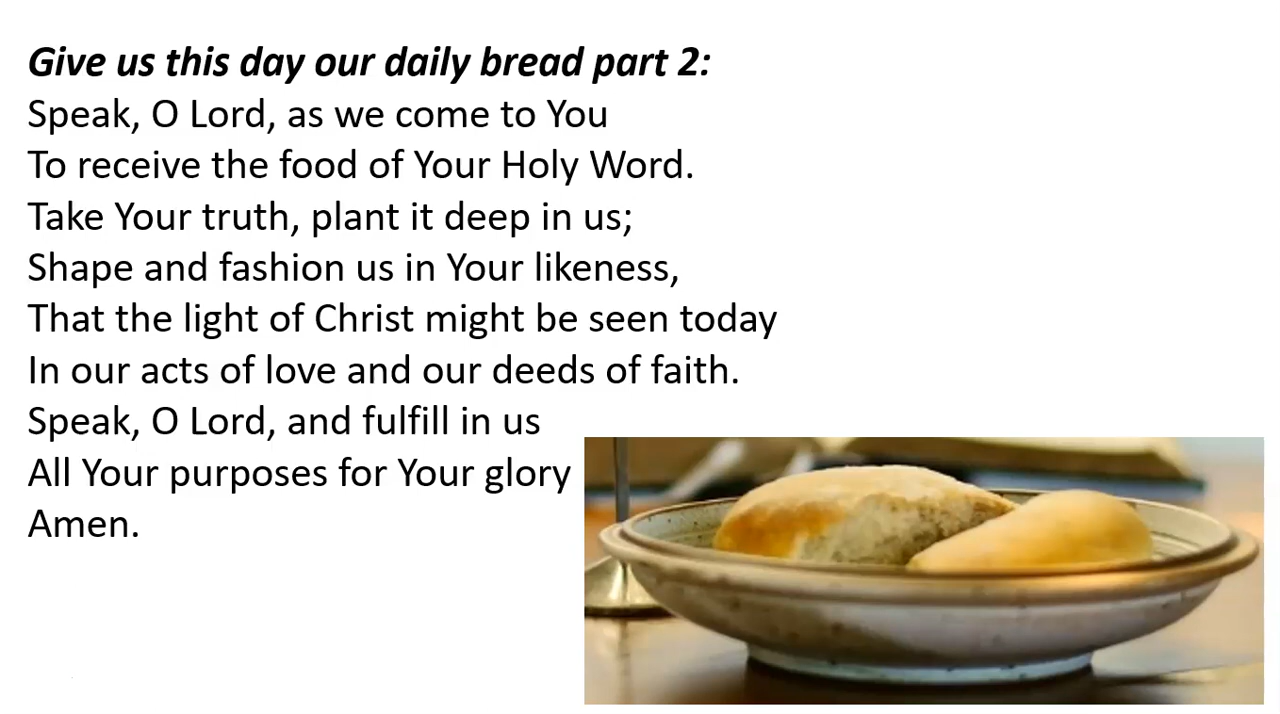 Give us this day our daily bread part 2:
Speak, O Lord, as we come to You
To receive the food of Your Holy Word.
Take Your truth, plant it deep in us;
Shape and fashion us in Your likeness,
That the light of Christ might be seen today
In our acts of love and our deeds of faith.
Speak, O Lord, and fulfill in us
All Your purposes for Your glory
Amen.